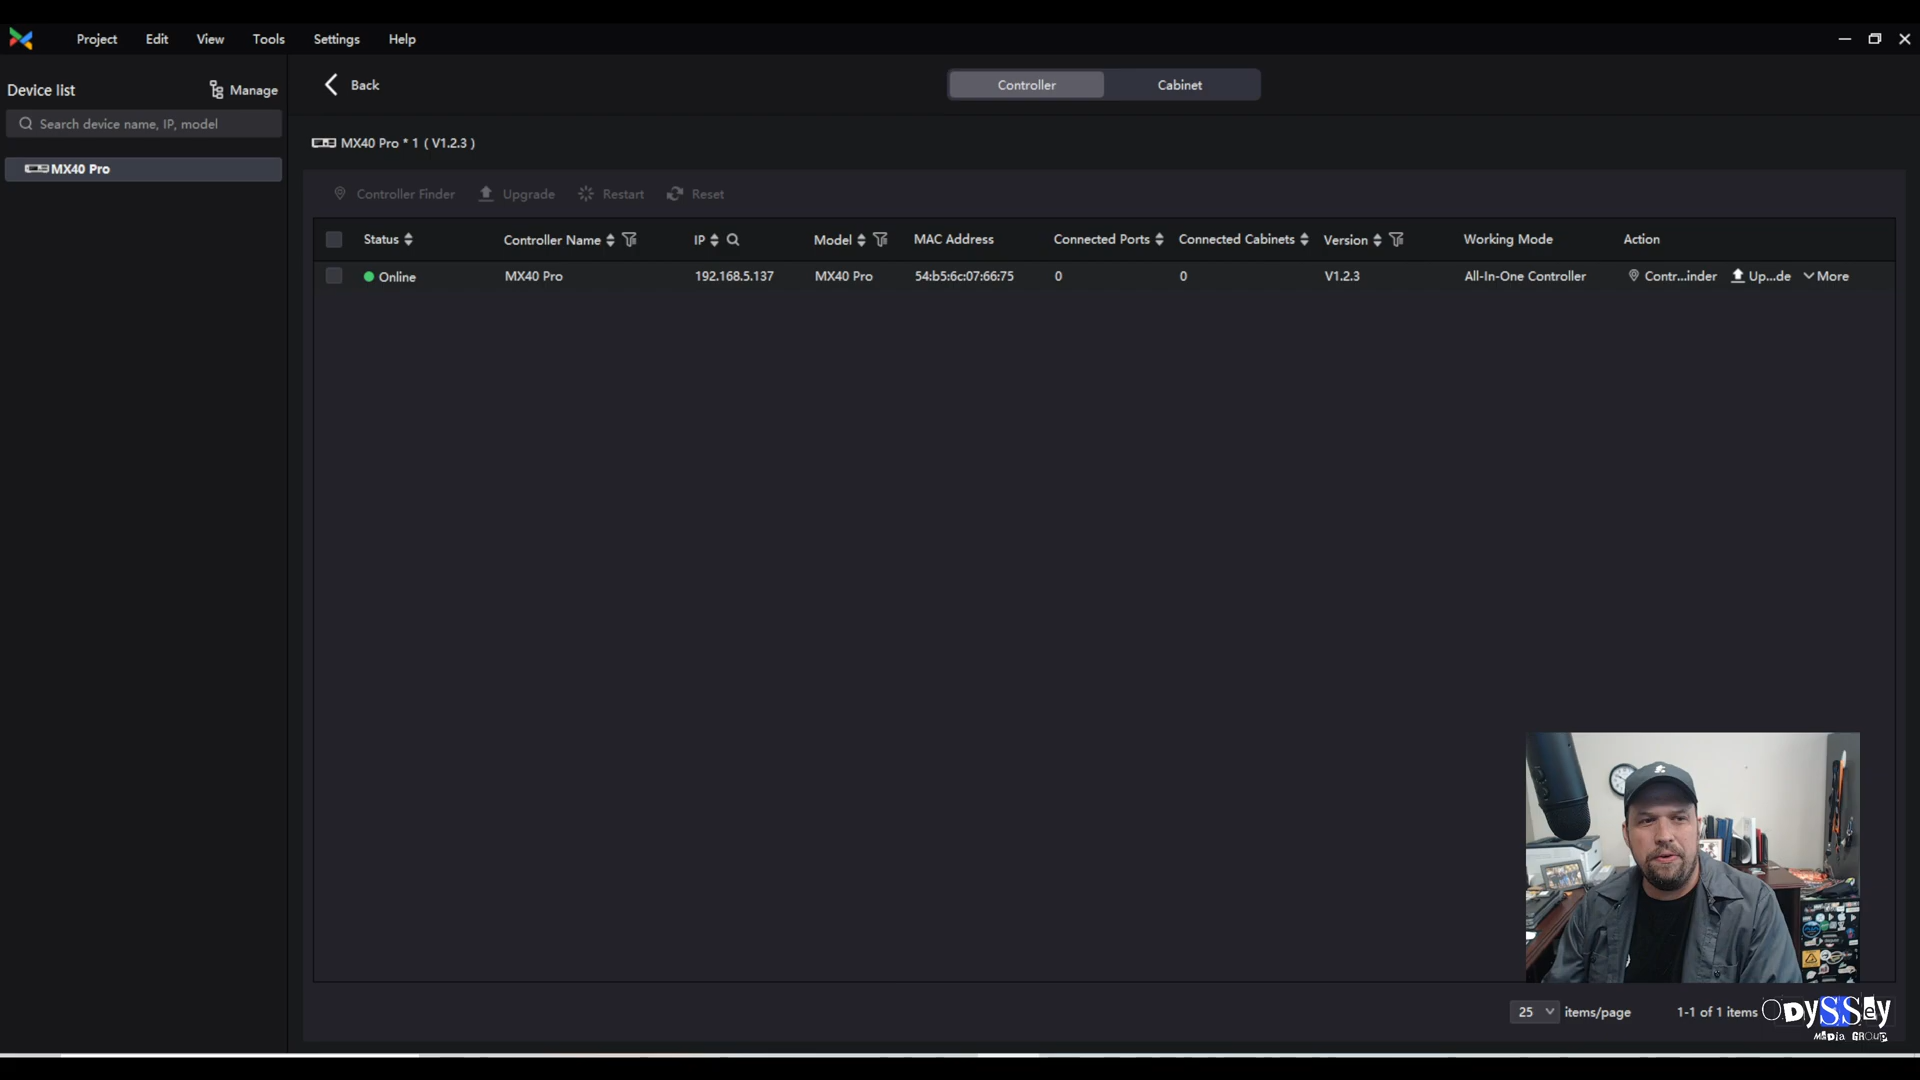 Project Edit View Tools Settings Help
Device list Manage
Back
Controller Cabinet
Search device name, IP, model
MX40 Pro * 1 ( V1.2.3 )
MX40 Pro
Controller Finder Upgrade Restart Reset
Status Controller Name IP Model MAC Address Connected Ports Connected Cabinets Version Working Mode Action
Online MX40 Pro 192.168.5.137 MX40 Pro 54:b5:6c:07:66:75 0 0 V1.2.3 All-In-One Controller Contr...inder Up...de More
25 items/page 1-1 of 1 items
OdySSey
MeDia GROup